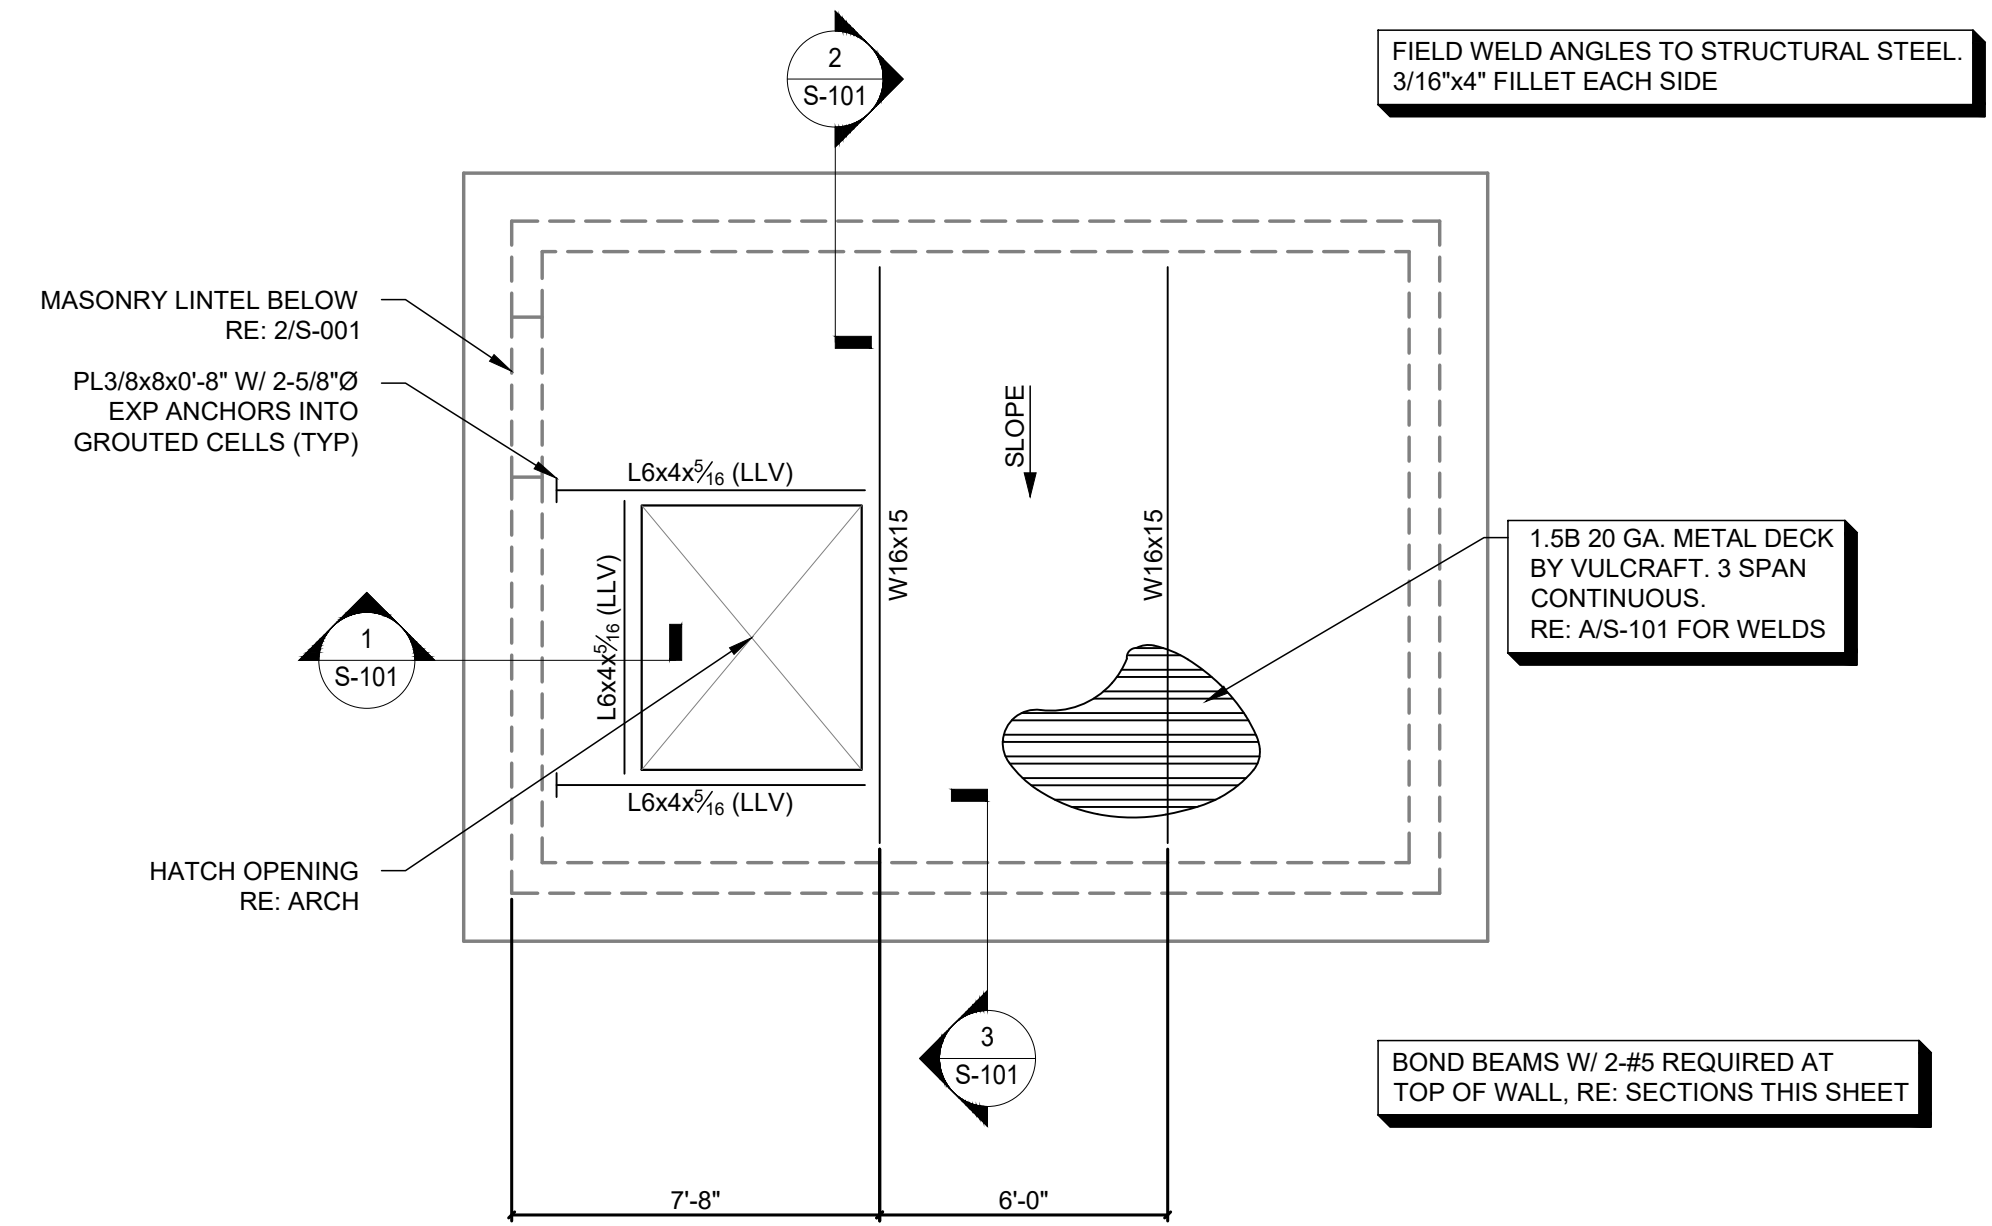 2
S-101
FIELD WELD ANGLES TO STRUCTURAL STEEL.
3/16"x4" FILLET EACH SIDE
MASONRY LINTEL BELOW
RE: 2/S-001
PL3/8x8x0'-8" W/ 2-5/8"Ø
EXP ANCHORS INTO
GROUTED CELLS (TYP)
L6x4x5⁄16 (LLV)
L6x4x5⁄16 (LLV)
L6x4x5⁄16 (LLV)
W16x15
SLOPE
W16x15
1.5B 20 GA. METAL DECK
BY VULCRAFT. 3 SPAN
CONTINUOUS.
RE: A/S-101 FOR WELDS
1
S-101
HATCH OPENING
RE: ARCH
3
S-101
BOND BEAMS W/ 2-#5 REQUIRED AT
TOP OF WALL, RE: SECTIONS THIS SHEET
7'-8"
6'-0"